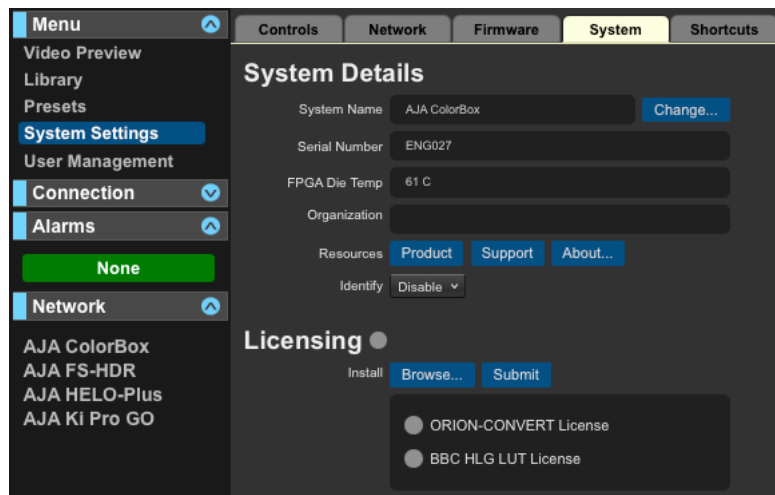 Menu
Video Preview
Library
Presets
System Settings
User Management
Connection
Alarms
None
Network
AJA ColorBox
AJA FS-HDR
AJA HELO-Plus
AJA Ki Pro GO
Controls Network Firmware System Shortcuts
System Details
System Name AJA ColorBox Change...
Serial Number ENG027
FPGA Die Temp 61 C
Organization
Resources Product Support About...
Identify Disable
Licensing
Install Browse... Submit
ORION-CONVERT License
BBC HLG LUT License